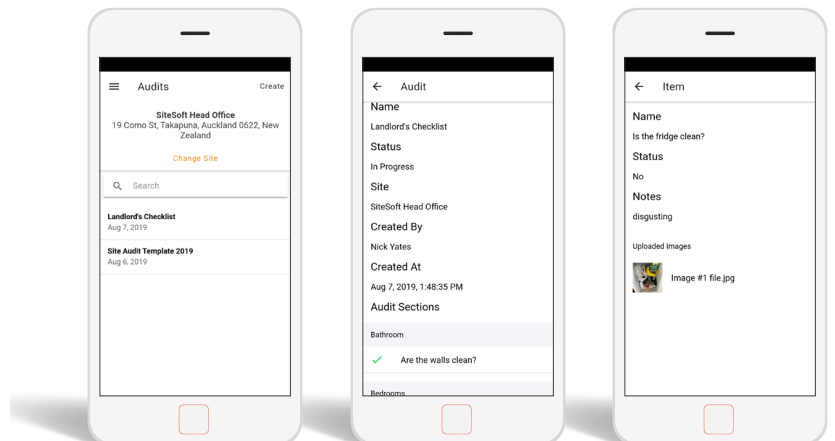 Audits
Create
SiteSoft Head Office
19 Como St, Takapuna, Auckland 0622, New
Zealand
Change Site
Search
Landlord's Checklist
Aug 7, 2019
Site Audit Template 2019
Aug 6, 2019
Audit
Name
Landlord's Checklist
Status
In Progress
Site
SiteSoft Head Office
Created By
Nick Yates
Created At
Aug 7, 2019, 1:48:35 PM
Audit Sections
Bathroom
Are the walls clean?
Bedrooms
Item
Name
Is the fridge clean?
Status
No
Notes
disgusting
Uploaded Images
Image #1 file.jpg